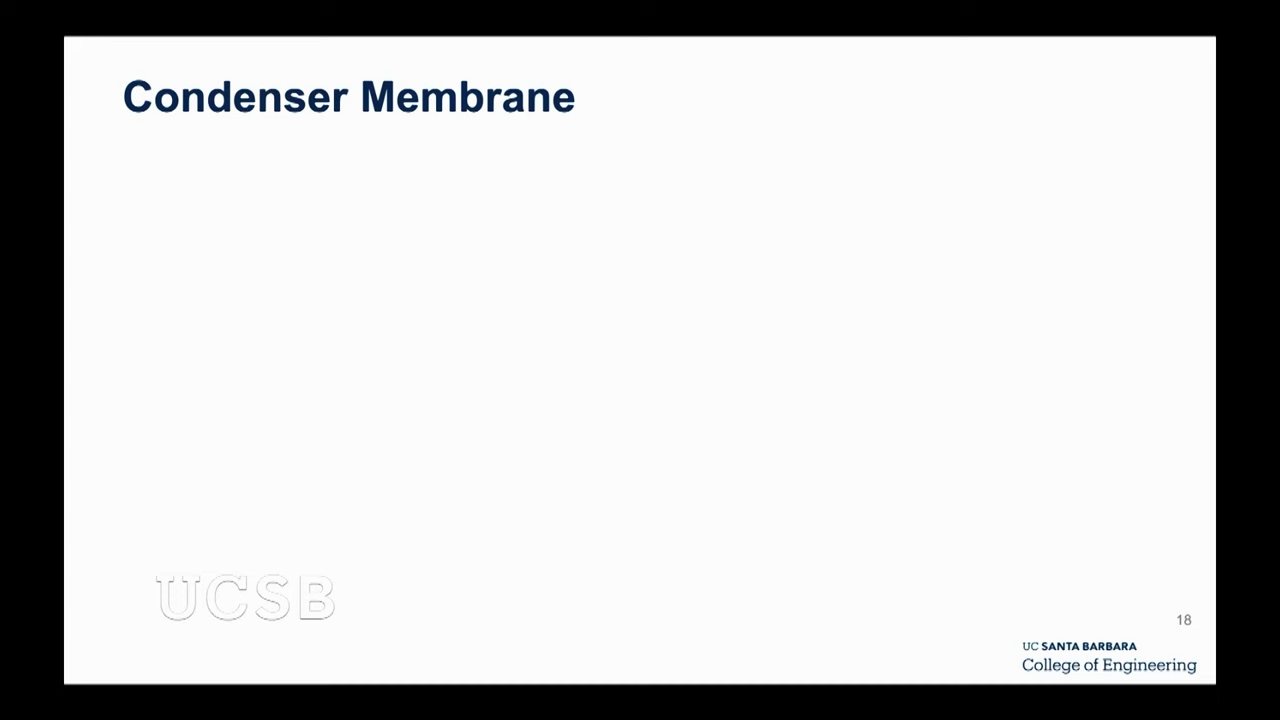 Condenser Membrane
UCSB
18
UC SANTA BARBARA
College of Engineering